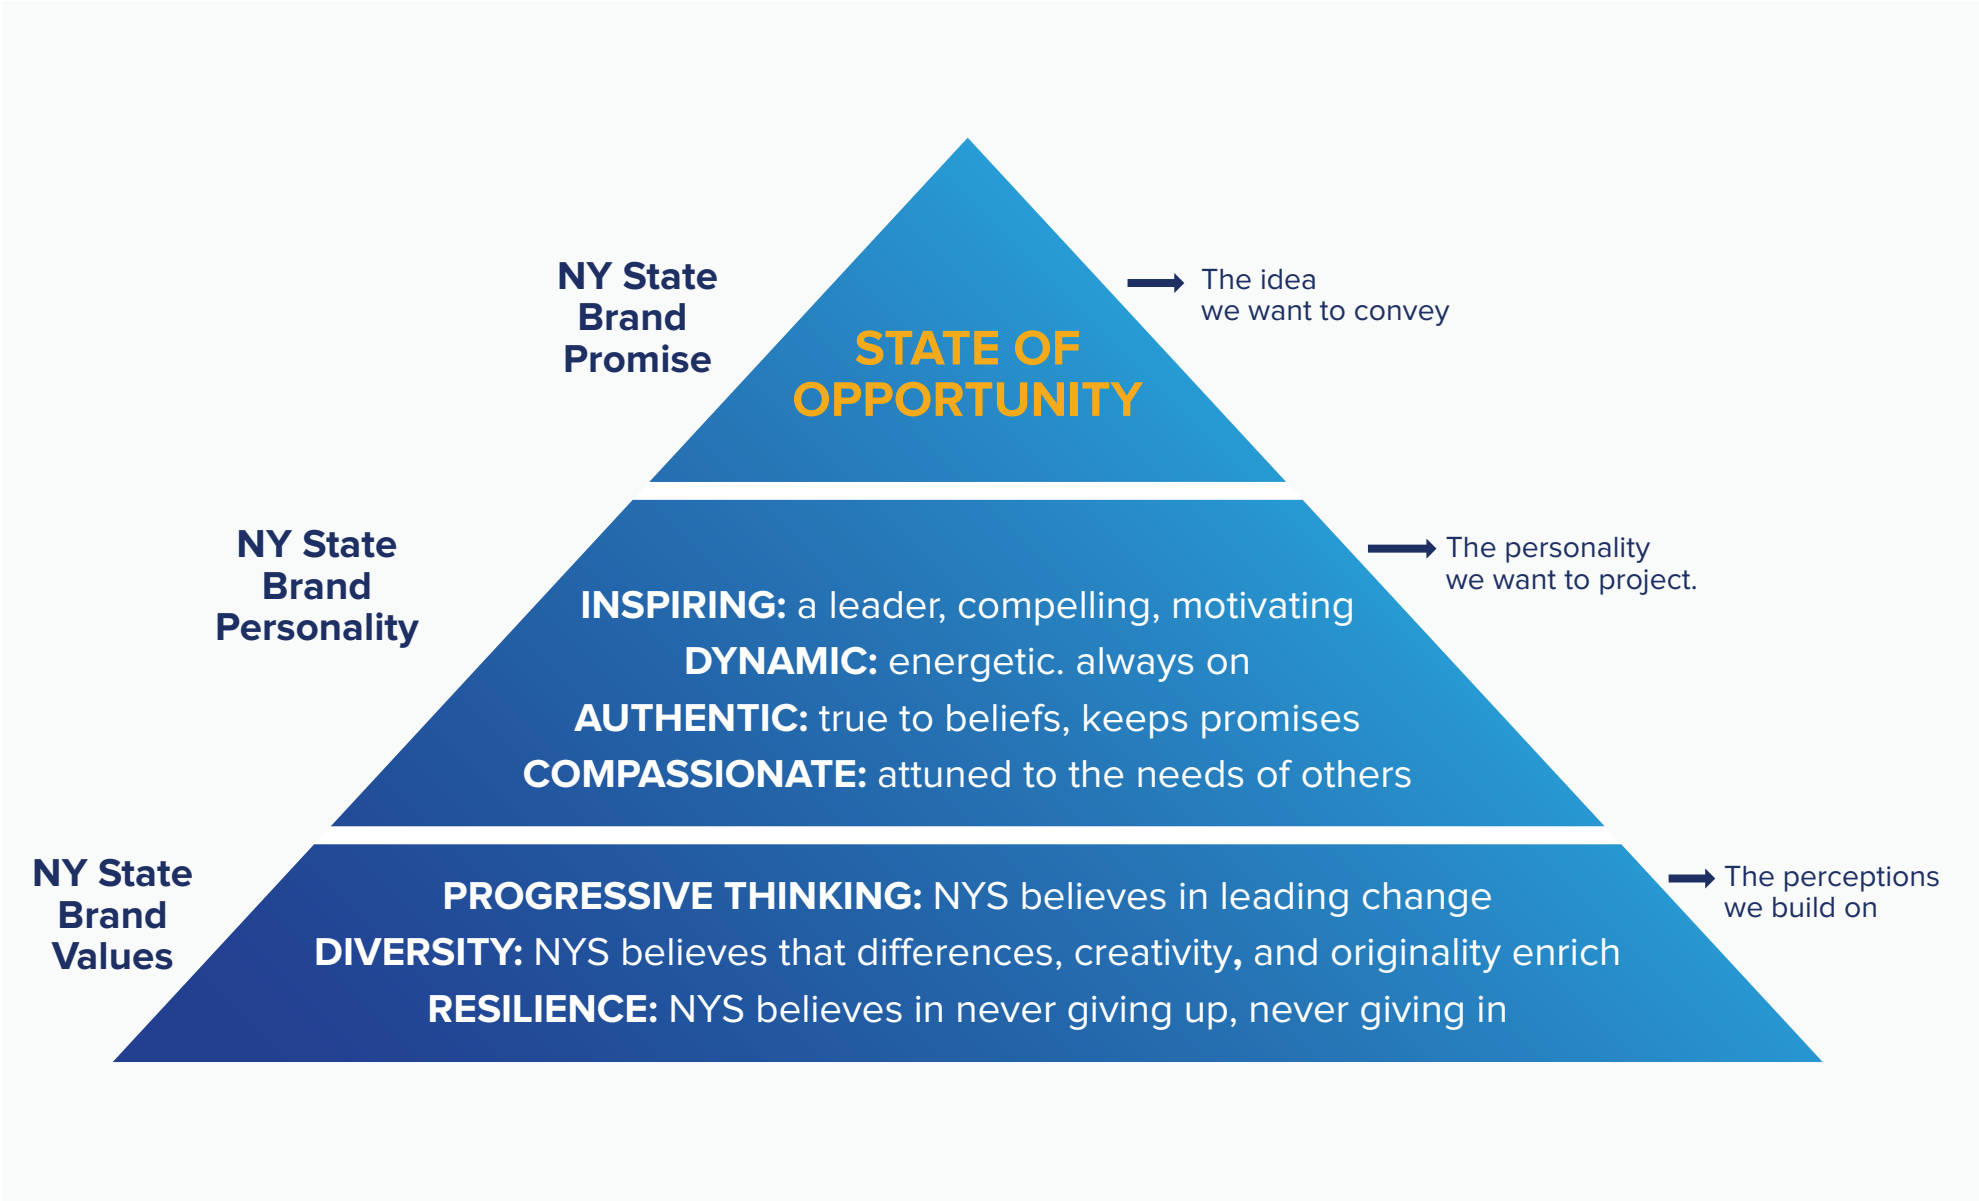 NY State
Brand
Promise
STATE OF
OPPORTUNITY
The idea
we want to convey
NY State
Brand
Personality
INSPIRING: a leader, compelling, motivating
DYNAMIC: energetic. always on
AUTHENTIC: true to beliefs, keeps promises
COMPASSIONATE: attuned to the needs of others
The personality
we want to project.
NY State
Brand
Values
PROGRESSIVE THINKING: NYS believes in leading change
DIVERSITY: NYS believes that differences, creativity, and originality enrich
RESILIENCE: NYS believes in never giving up, never giving in
The perceptions
we build on